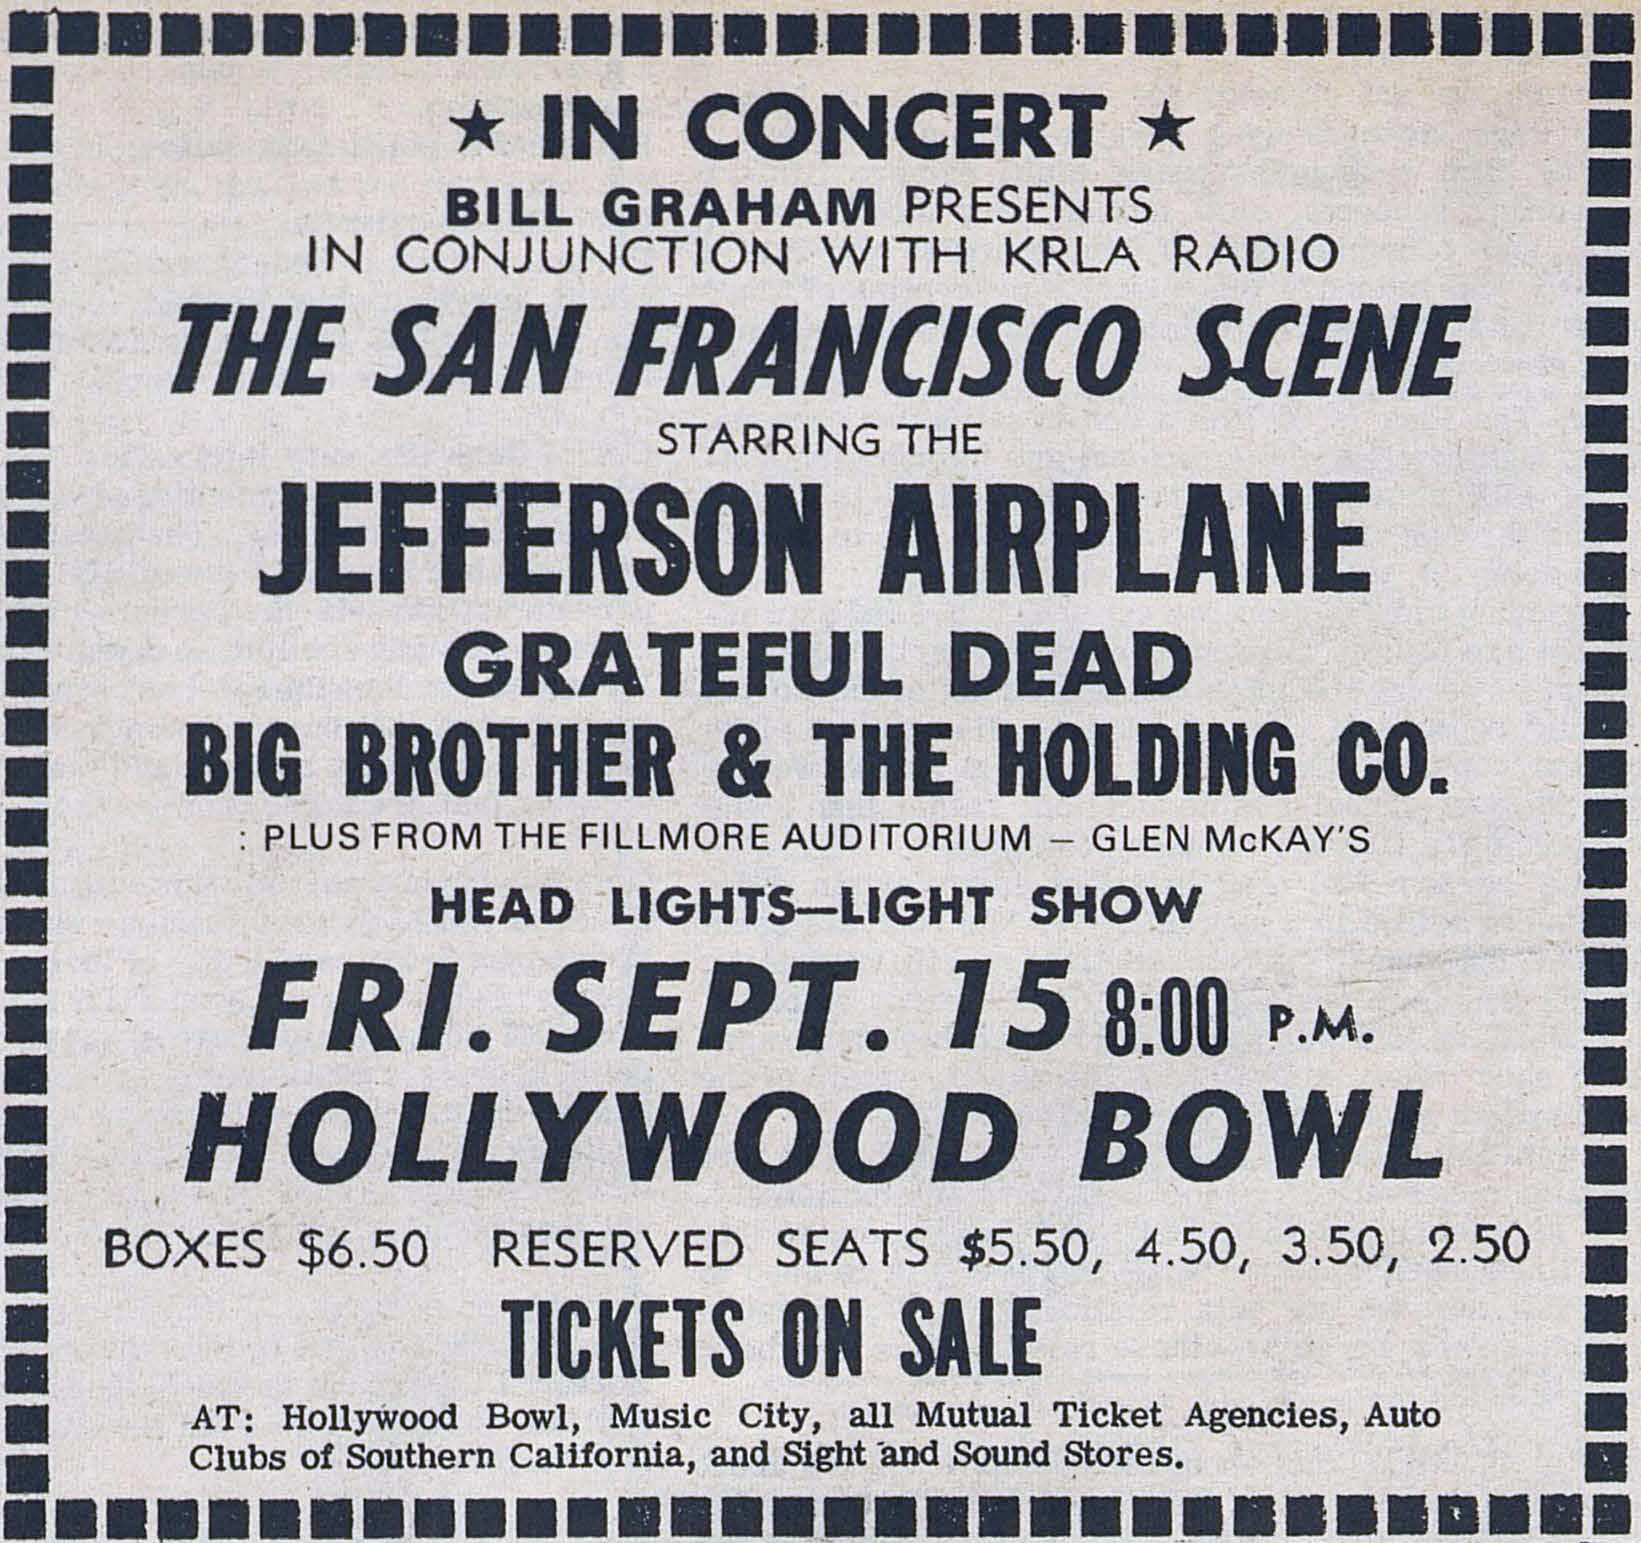 ★ IN CONCERT ★
BILL GRAHAM PRESENTS
IN CONJUNCTION WITH KRLA RADIO
THE SAN FRANCISCO SCENE
STARRING THE
JEFFERSON AIRPLANE
GRATEFUL DEAD
BIG BROTHER & THE HOLDING CO.
: PLUS FROM THE FILLMORE AUDITORIUM – GLEN McKAY'S
HEAD LIGHTS—LIGHT SHOW
FRI. SEPT. 15 8:00 P.M.
HOLLYWOOD BOWL
BOXES $6.50 RESERVED SEATS $5.50, 4.50, 3.50, 2.50
TICKETS ON SALE
AT: Hollywood Bowl, Music City, all Mutual Ticket Agencies, Auto
Clubs of Southern California, and Sight and Sound Stores.